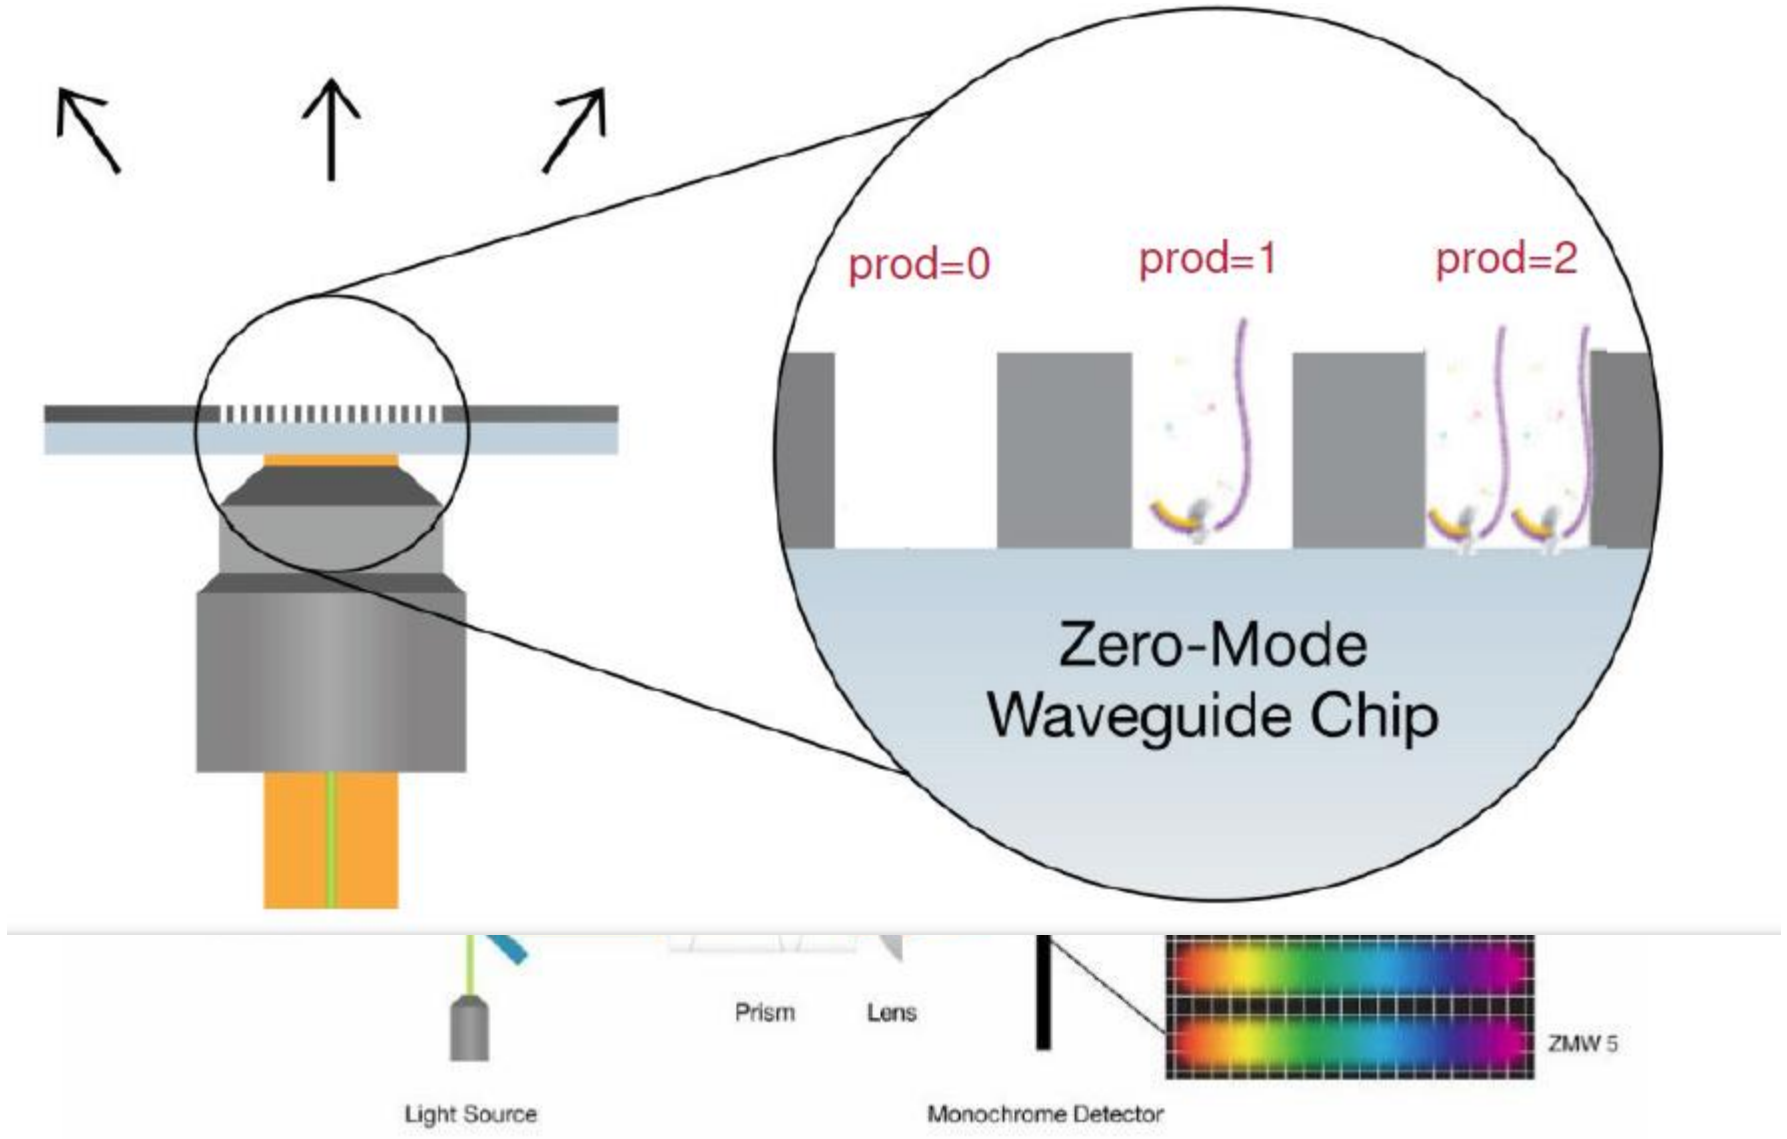 prod=0
prod=1
prod=2
Zero-Mode
Waveguide Chip
Prism
Lens
ZMW 5
Light Source
Monochrome Detector